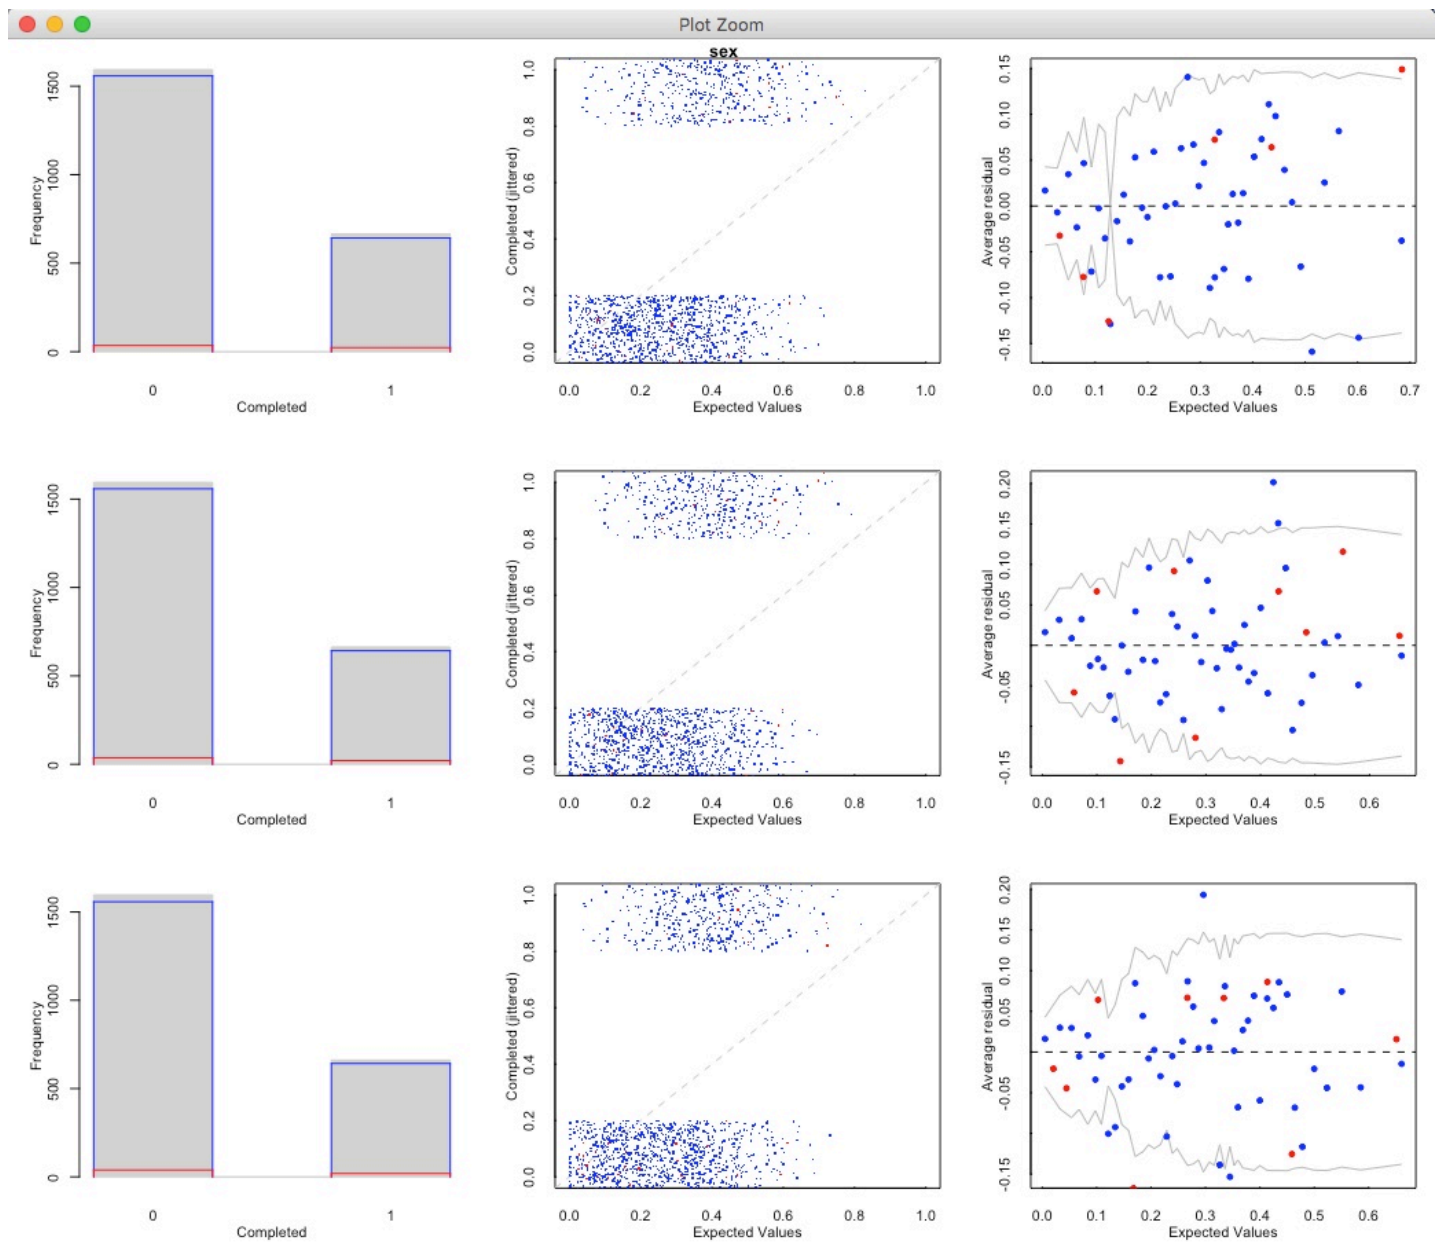 Plot Zoom
sex
Frequency
0 500 1000 1500
0 1
Completed
Completed (jittered)
0.0 0.2 0.4 0.6 0.8 1.0
0.0 0.2 0.4 0.6 0.8 1.0
Expected Values
Average residual
-0.15 -0.10 -0.05 0.00 0.05 0.10 0.15
0.0 0.1 0.2 0.3 0.4 0.5 0.6 0.7
Expected Values
Frequency
0 500 1000 1500
0 1
Completed
Completed (jittered)
0.0 0.2 0.4 0.6 0.8 1.0
0.0 0.2 0.4 0.6 0.8 1.0
Expected Values
Average residual
-0.15 -0.05 0.05 0.10 0.15 0.20
0.0 0.1 0.2 0.3 0.4 0.5 0.6
Expected Values
Frequency
0 500 1000 1500
0 1
Completed
Completed (jittered)
0.0 0.2 0.4 0.6 0.8 1.0
0.0 0.2 0.4 0.6 0.8 1.0
Expected Values
Average residual
-0.15 -0.05 0.05 0.10 0.15 0.20
0.0 0.1 0.2 0.3 0.4 0.5 0.6
Expected Values